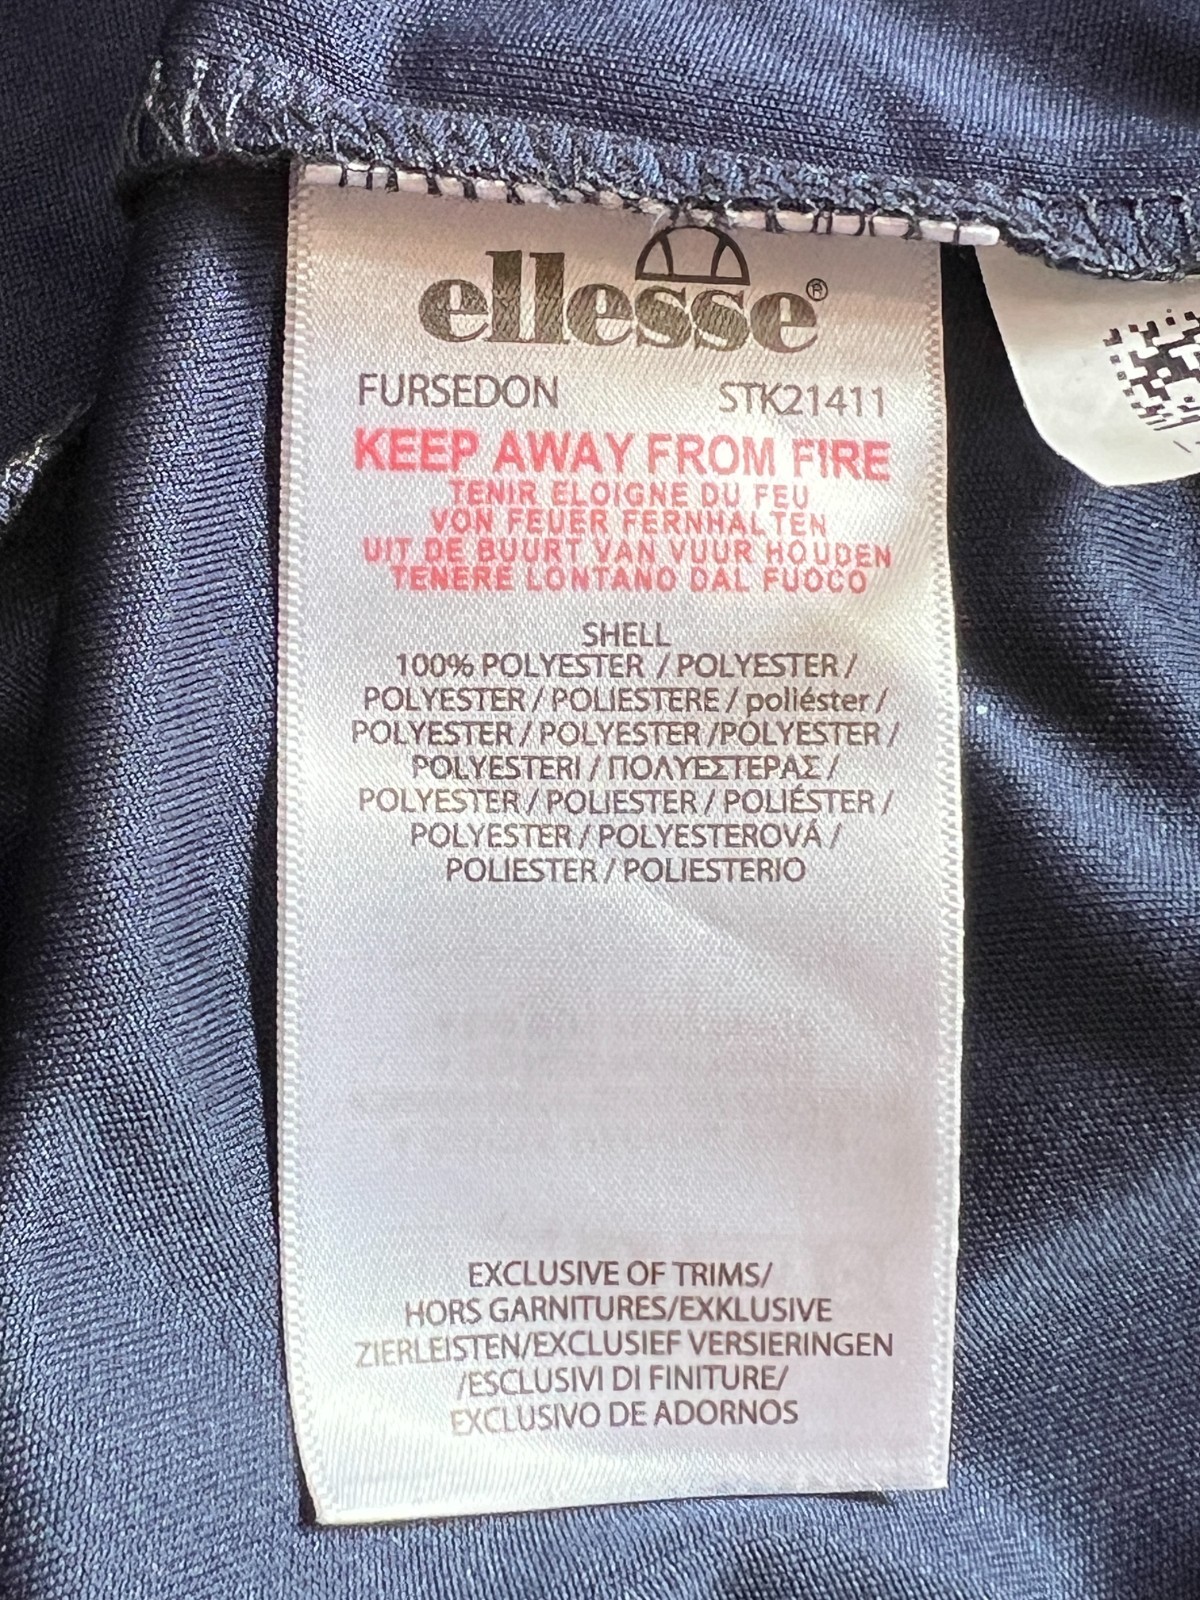 ellesse®
FURSEDON STK21411
KEEP AWAY FROM FIRE
TENIR ELOIGNE DU FEU
VON FEUER FERNHALTEN
UIT DE BUURT VAN VUUR HOUDEN
TENERE LONTANO DAL FUOCO
SHELL
100% POLYESTER / POLYESTER /
POLYESTER / POLIESTERE / poliéster /
POLYESTER / POLYESTER /POLYESTER /
POLYESTERI / ΠΟΛΥΕΣΤΕΡΑΣ /
POLYESTER / POLIESTER / POLIÉSTER /
POLYESTER / POLYESTEROVÁ /
POLIESTER / POLIESTERIO
EXCLUSIVE OF TRIMS/
HORS GARNITURES/EXKLUSIVE
ZIERLEISTEN/EXCLUSIEF VERSIERINGEN
/ESCLUSIVI DI FINITURE/
EXCLUSIVO DE ADORNOS